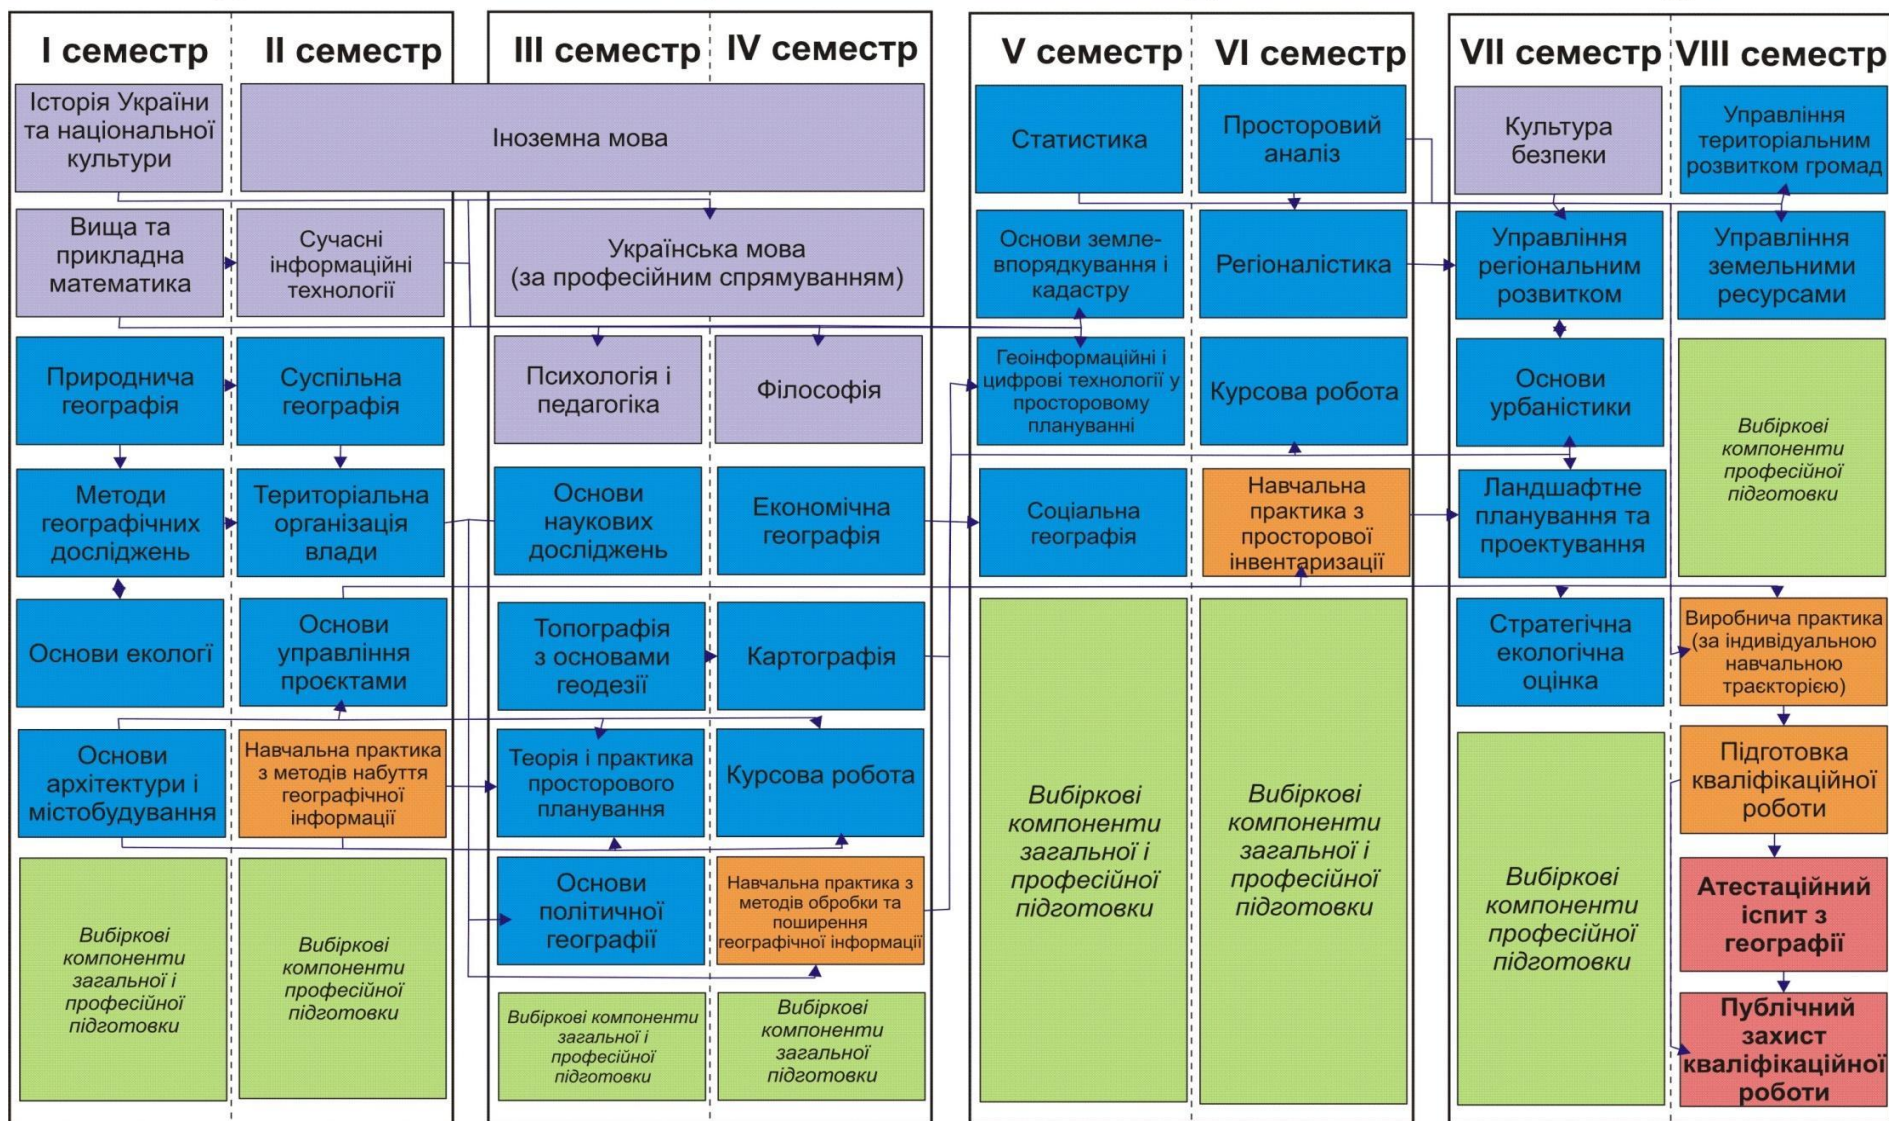 I семестр
II семестр
III семестр
IV семестр
V семестр
VI семестр
VII семестр
VIII семестр
Історія України
та національної
культури
Іноземна мова
Статистика
Просторовий
аналіз
Культура
безпеки
Управління
територіальним
розвитком громад
Вища та
прикладна
математика
Сучасні
інформаційні
технології
Українська мова
(за професійним спрямуванням)
Основи земле-
впорядкування і
кадастру
Регіоналістика
Управління
регіональним
розвитком
Управління
земельними
ресурсами
Природнича
географія
Суспільна
географія
Психологія і
педагогіка
Філософія
Геоінформаційні і
цифрові технології у
просторовому
плануванні
Курсова робота
Основи
урбаністики
Вибіркові
компоненти
професійної
підготовки
Методи
географічних
досліджень
Територіальна
організація
влади
Основи
наукових
досліджень
Економічна
географія
Соціальна
географія
Навчальна
практика з
просторової
інвентаризації
Ландшафтне
планування та
проектування
Основи екології
Основи
управління
проєктами
Топографія
з основами
геодезії
Картографія
Вибіркові
компоненти
загальної і
професійної
підготовки
Вибіркові
компоненти
загальної і
професійної
підготовки
Стратегічна
екологічна
оцінка
Виробнича практика
(за індивідуальною
навчальною
траєкторією)
Основи
архітектури і
містобудування
Навчальна практика
з методів набуття
географічної
інформації
Теорія і практика
просторового
планування
Курсова робота
Вибіркові
компоненти
професійної
підготовки
Підготовка
кваліфікаційної
роботи
Вибіркові
компоненти
загальної і
професійної
підготовки
Вибіркові
компоненти
професійної
підготовки
Основи
політичної
географії
Навчальна практика з
методів обробки та
поширення
географічної інформації
Атестаційний
іспит з
географії
Вибіркові компоненти
загальної і
професійної
підготовки
Вибіркові
компоненти
загальної
підготовки
Публічний
захист
кваліфікаційної
роботи